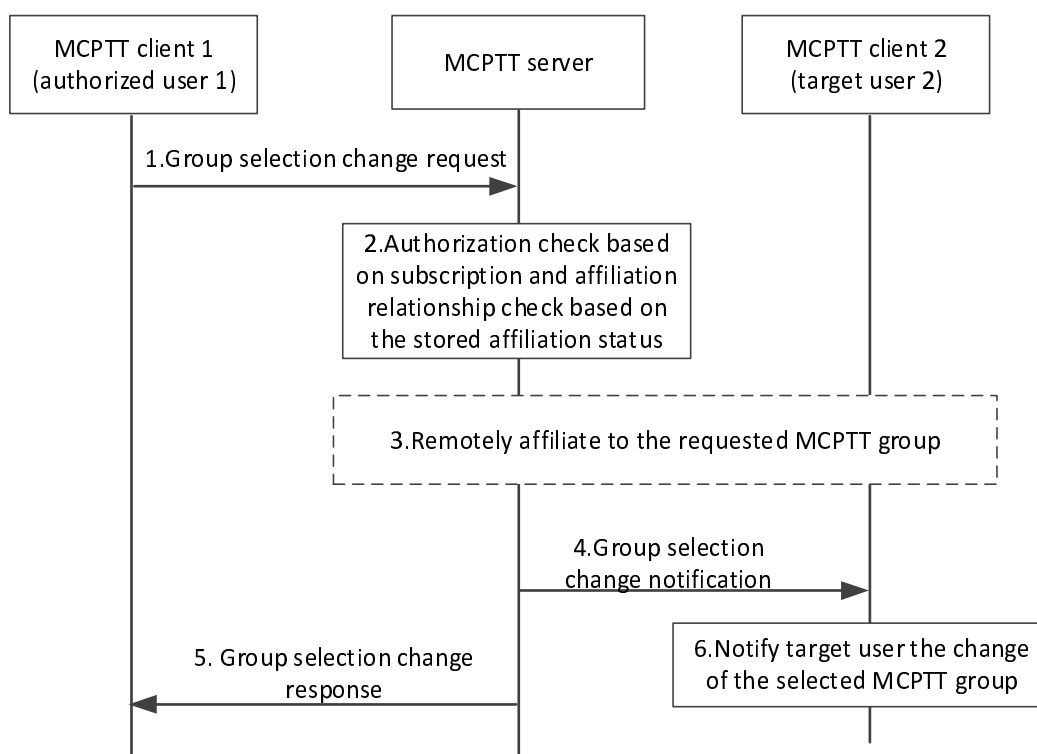 MCPTT client 1
(authorized user 1)
MCPTT server
MCPTT client 2
(target user 2)
1.Group selection change request
2.Authorization check based
on subscription and affiliation
relationship check based on
the stored affiliation status
3.Remotely affiliate to the requested MCPTT group
4.Group selection
change notification
5. Group selection change
response
6.Notify target user the change
of the selected MCPTT group